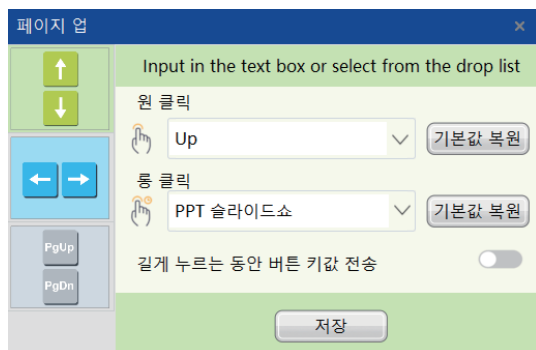 페이지 업
Input in the text box or select from the drop list
원 클릭
Up
기본값 복원
롱 클릭
PPT 슬라이드쇼
기본값 복원
PgUp
PgDn
길게 누르는 동안 버튼 키값 전송
저장